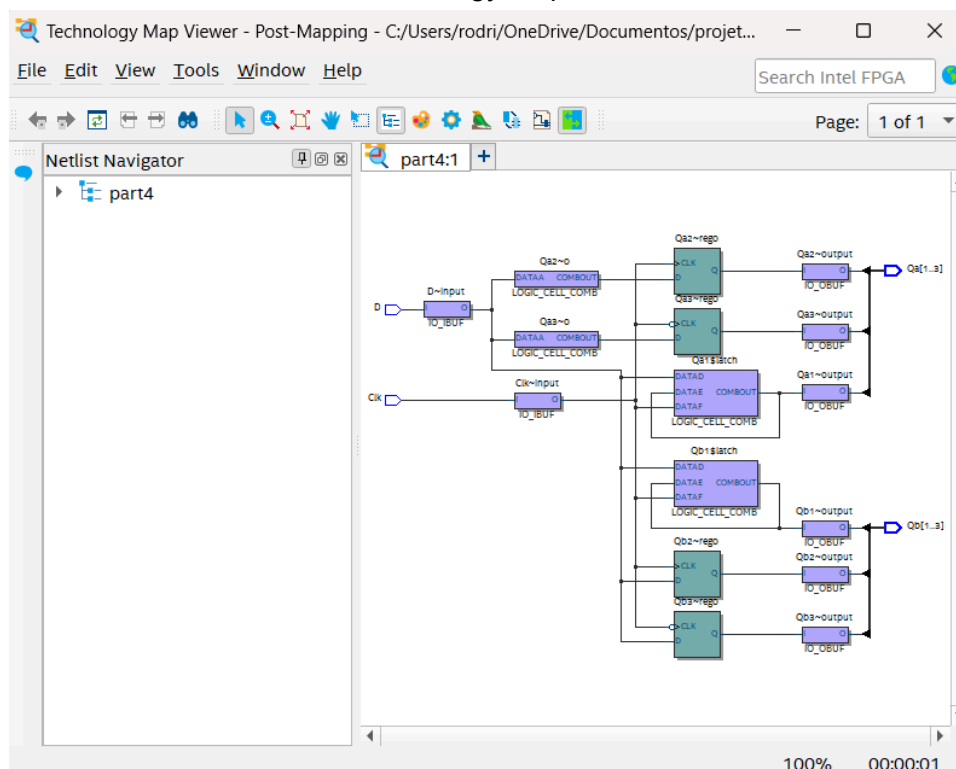 Technology Map Viewer - Post-Mapping - C:/Users/rodri/OneDrive/Documentos/projet...
File Edit View Tools Window Help
Search Intel FPGA
Page: 1 of 1
Netlist Navigator
part4:1
part4
Qa2~reg0
CLK
D
Q
Qa2~output
I O
IO_OBUF
Qa[1..3]
Qa2~0
DATAA COMBOUT
LOGIC_CELL_COMB
D~input
I O
IO_IBUF
D
Qa3~0
DATAA COMBOUT
LOGIC_CELL_COMB
Qa3~reg0
CLK
D
Q
Qa3~output
I O
IO_OBUF
Qa1$latch
DATAD
DATAE COMBOUT
DATAF
LOGIC_CELL_COMB
Qa1~output
I O
IO_OBUF
Clk
Clk~input
I O
IO_IBUF
Qb1$latch
DATAD
DATAE COMBOUT
DATAF
LOGIC_CELL_COMB
Qb1~output
I O
IO_OBUF
Qb[1..3]
Qb2~reg0
CLK
D
Q
Qb2~output
I O
IO_OBUF
Qb3~reg0
CLK
D
Q
Qb3~output
I O
IO_OBUF
100% 00:00:01